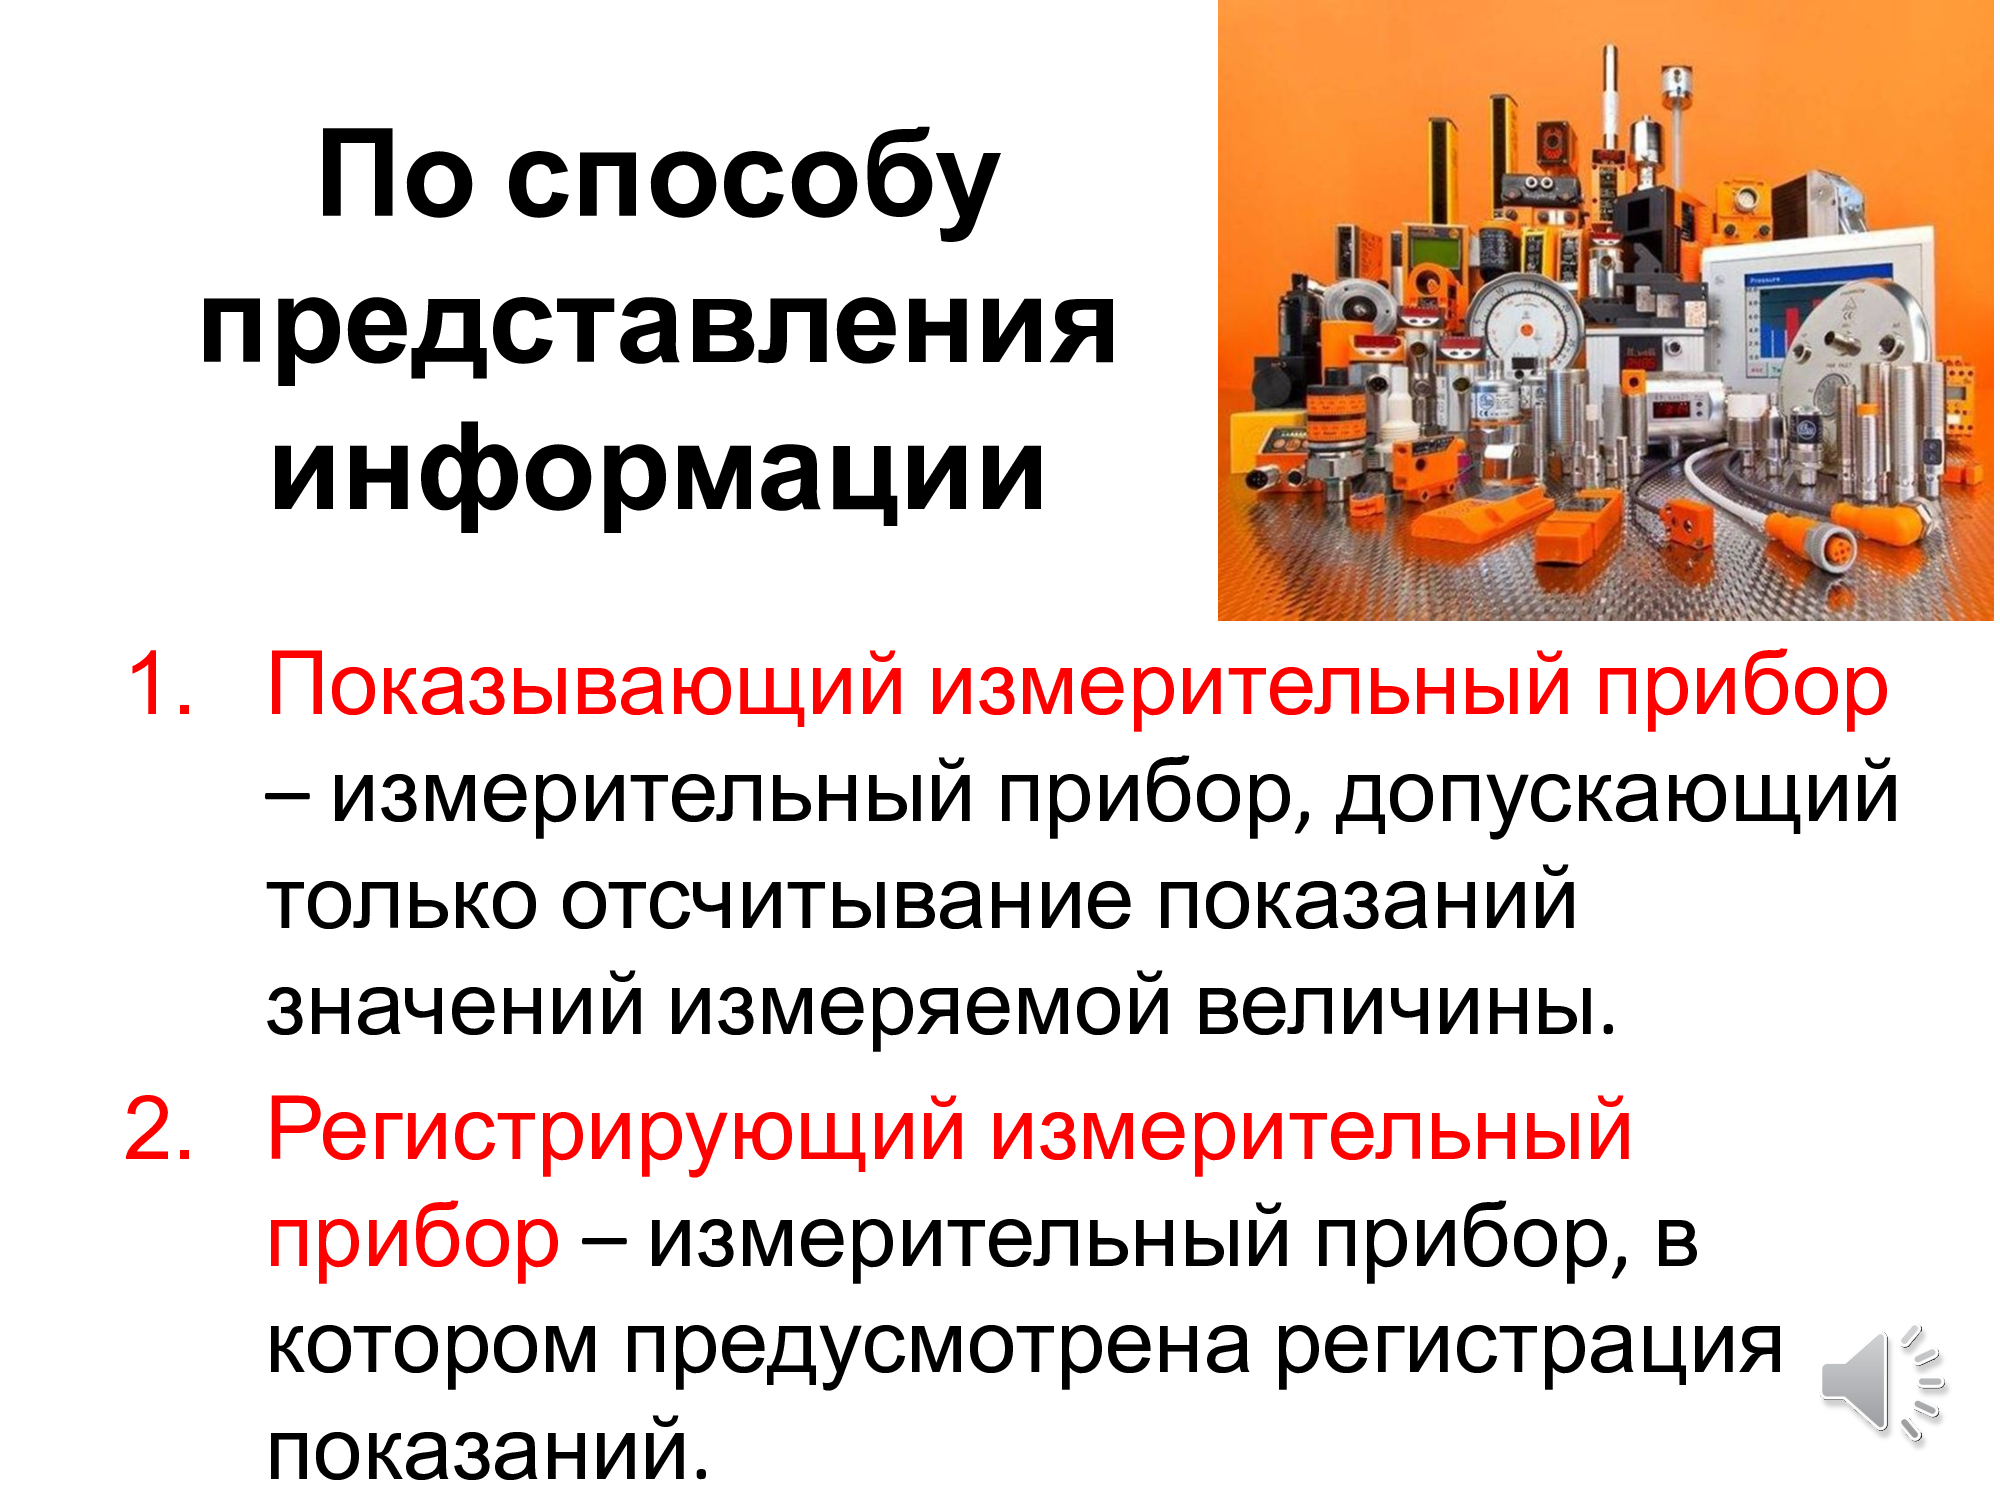 По способу
представления
информации
Pressure
1. Показывающий измерительный прибор
– измерительный прибор, допускающий
только отсчитывание показаний
значений измеряемой величины.
2. Регистрирующий измерительный
прибор – измерительный прибор, в
котором предусмотрена регистрация
показаний.